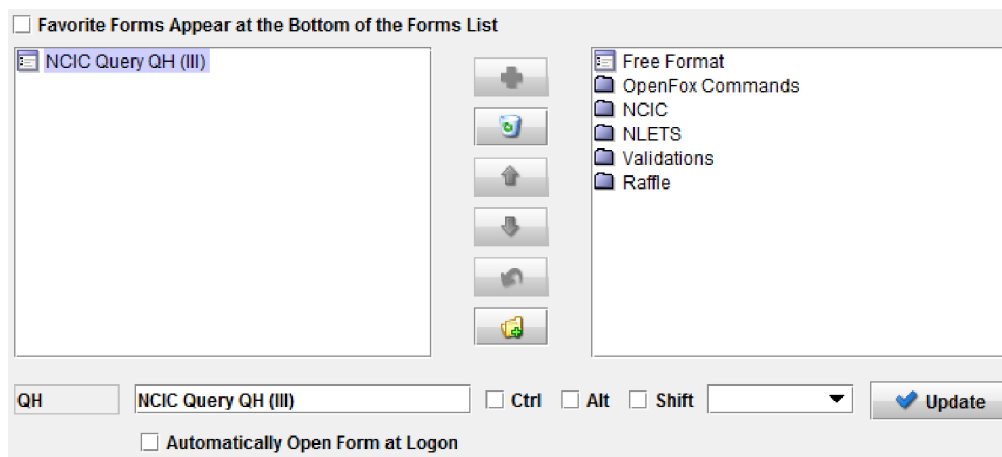 Favorite Forms Appear at the Bottom of the Forms List
NCIC Query QH (III)
Free Format
OpenFox Commands
NCIC
NLETS
Validations
Raffle
QH NCIC Query QH (III) Ctrl Alt Shift Update
Automatically Open Form at Logon